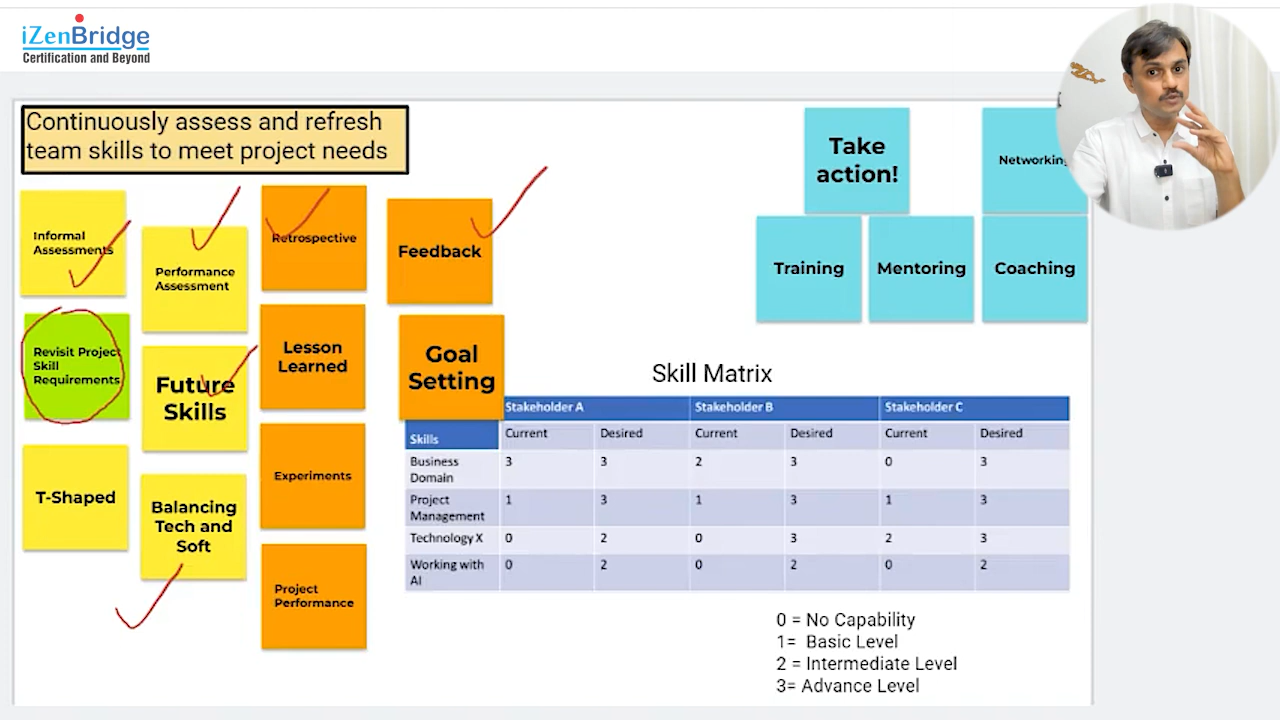 iZenBridge
Certification and Beyond
Continuously assess and refresh
team skills to meet project needs
Informal
Assessments
Performance
Assessment
Retrospective
Feedback
Revisit Project
Skill
Requirements
Future
Skills
Lesson
Learned
Goal
Setting
T-Shaped
Balancing
Tech and
Soft
Experiments
Project
Performance
Take
action!
Networking
Training
Mentoring
Coaching
Skill Matrix
Stakeholder A Stakeholder B Stakeholder C
Skills Current Desired Current Desired Current Desired
Business
Domain 3 3 2 3 0 3
Project
Management 1 3 1 3 1 3
Technology X 0 2 0 3 2 3
Working with
AI 0 2 0 2 0 2
0 = No Capability
1= Basic Level
2 = Intermediate Level
3= Advance Level